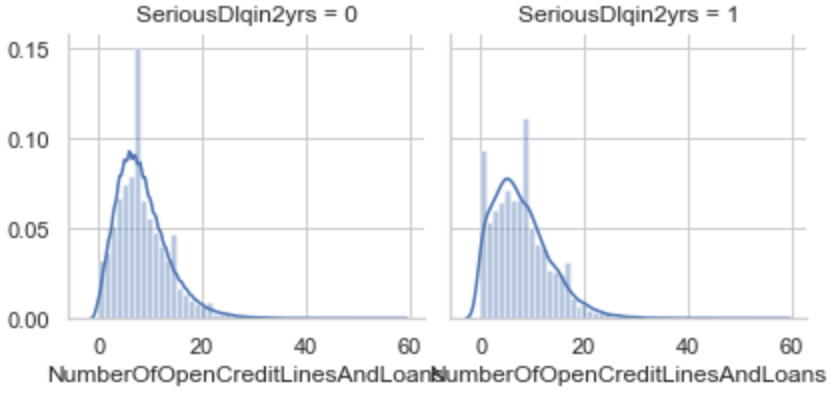 SeriousDlqin2yrs = 0
SeriousDlqin2yrs = 1
0.15
0.10
0.05
0.00
0 20 40 60
0 20 40 60
NumberOfOpenCreditLinesAndLoans
NumberOfOpenCreditLinesAndLoans